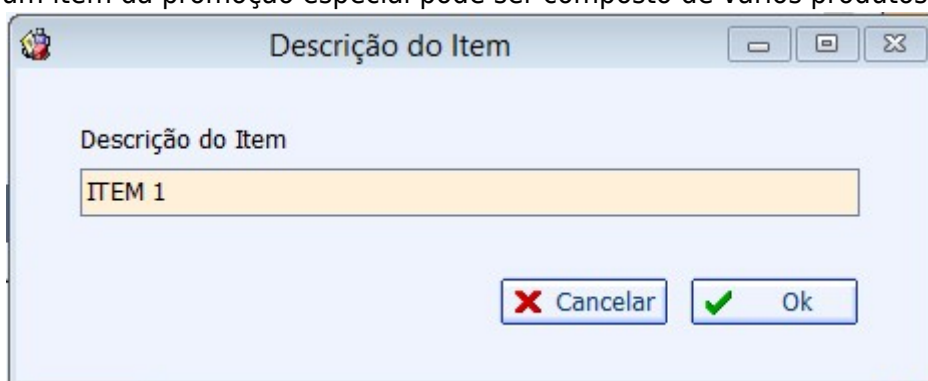 um item da promoção especial pode ser composto de vários produtos
Descrição do Item
Descrição do Item
ITEM 1
Cancelar
Ok